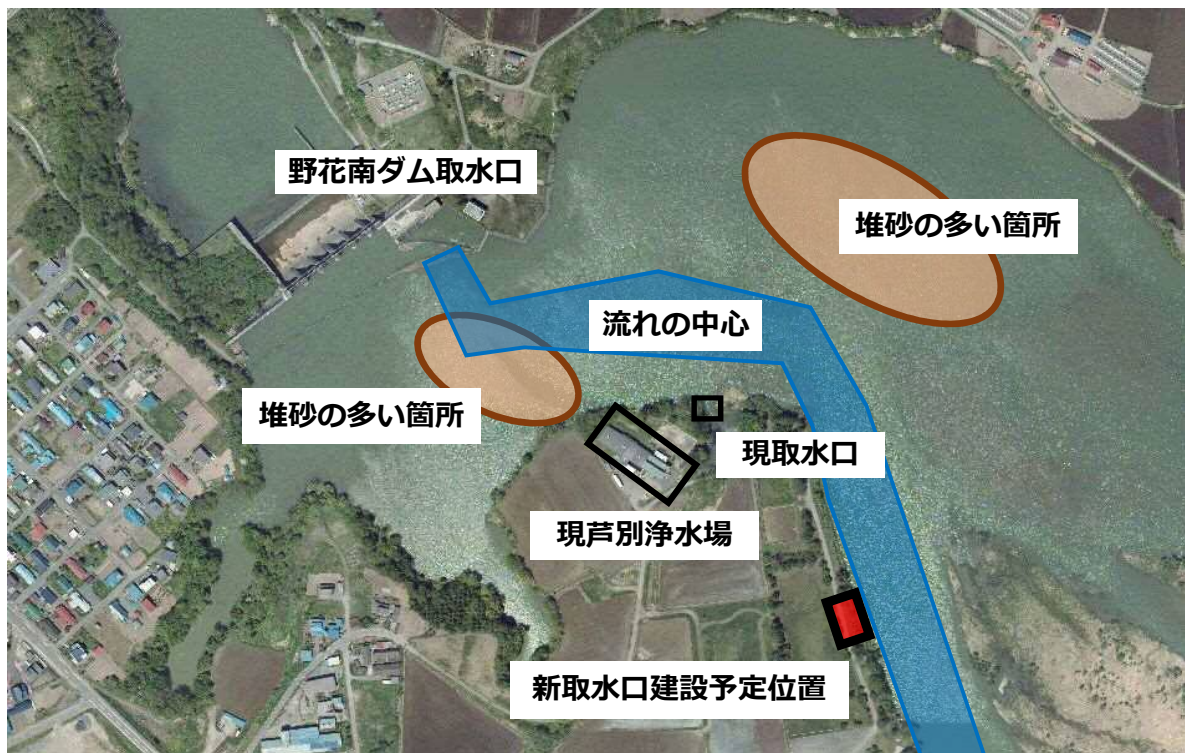 野花南ダム取水口
堆砂の多い箇所
流れの中心
堆砂の多い箇所
現取水口
現芦別浄水場
新取水口建設予定位置